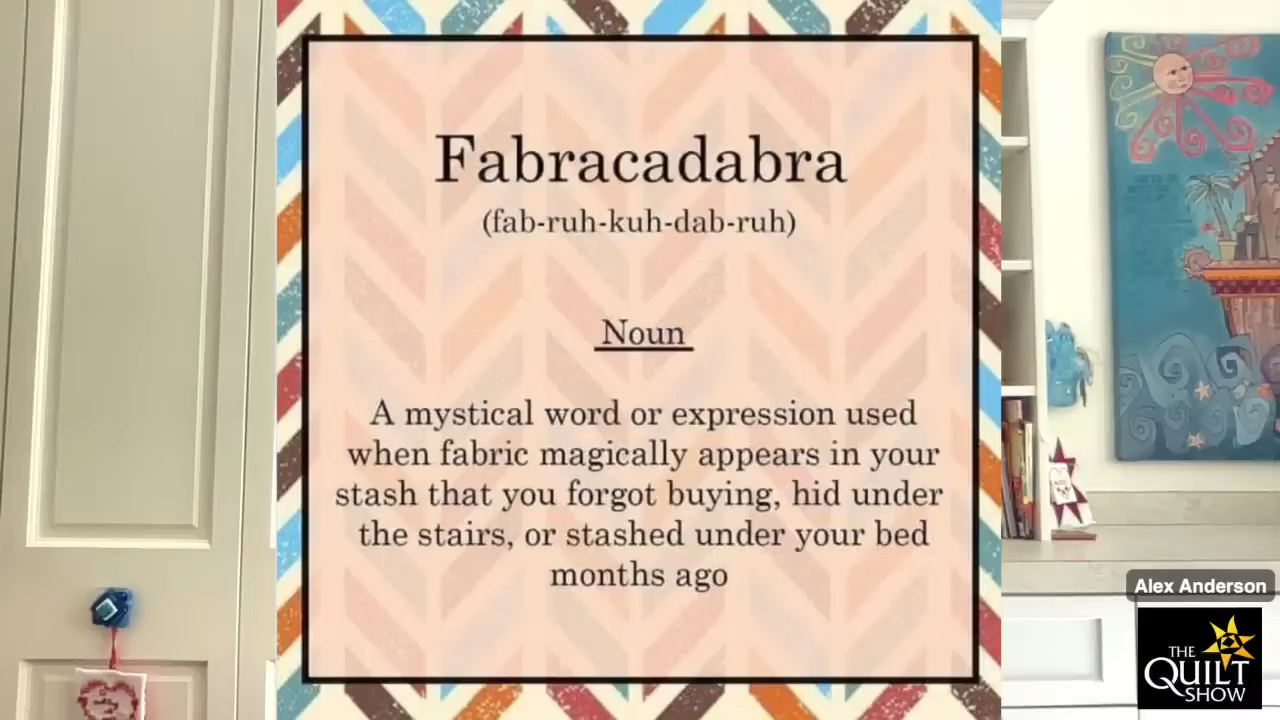 Fabracadabra
(fab-ruh-kuh-dab-ruh)
Noun
A mystical word or expression used
when fabric magically appears in your
stash that you forgot buying, hid under
the stairs, or stashed under your bed
months ago
Alex Anderson
THE
QUILT
SHOW